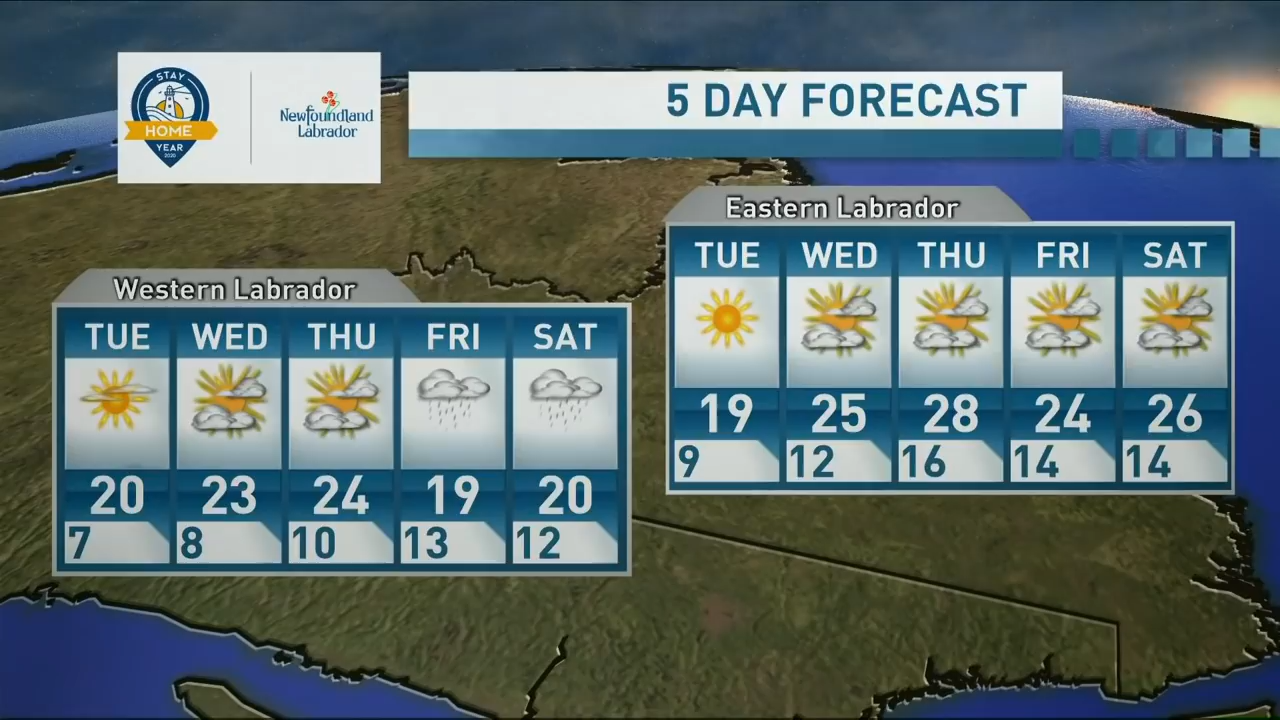 STAY
HOME
YEAR
2020
Newfoundland
Labrador
5 DAY FORECAST
Eastern Labrador
TUE WED THU FRI SAT
19 25 28 24 26
9 12 16 14 14
Western Labrador
TUE WED THU FRI SAT
20 23 24 19 20
7 8 10 13 12